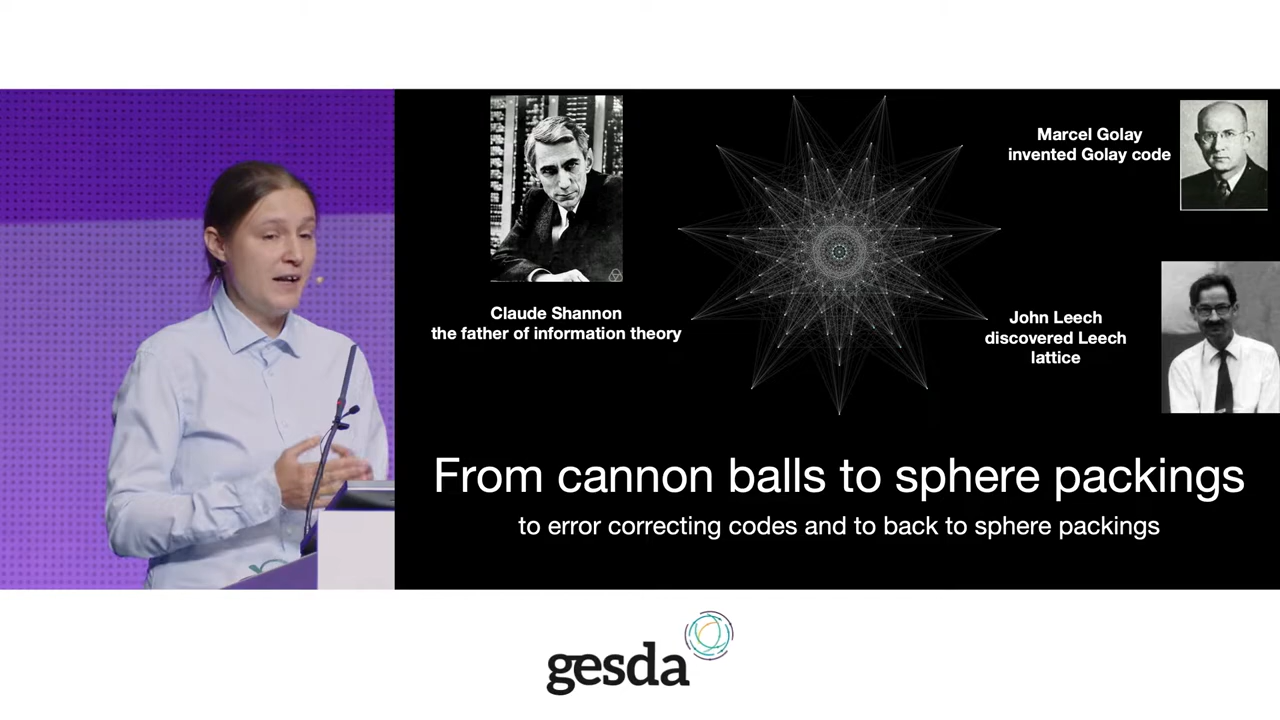 Claude Shannon
the father of information theory
Marcel Golay
invented Golay code
John Leech
discovered Leech
lattice
From cannon balls to sphere packings
to error correcting codes and to back to sphere packings
gesda